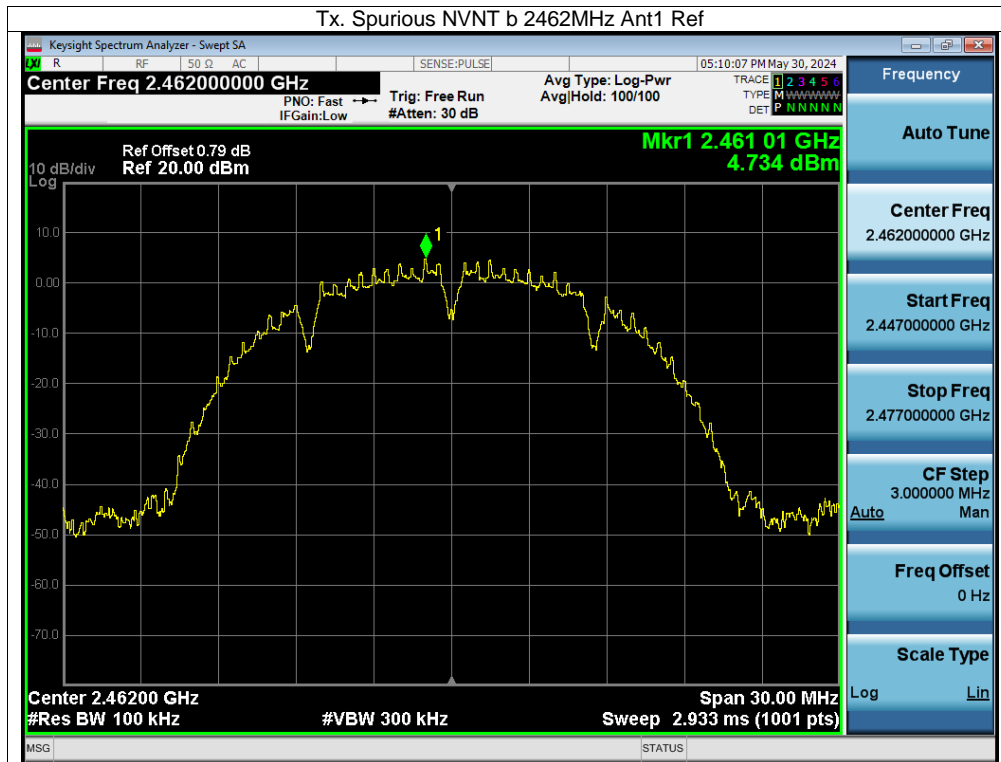 Tx. Spurious NVNT b 2462MHz Ant1 Ref
Keysight Spectrum Analyzer - Swept SA
LXI R RF 50 Ω AC SENSE:PULSE 05:10:07 PM May 30, 2024
Center Freq 2.462000000 GHz
PNO: Fast
IFGain:Low
Trig: Free Run
#Atten: 30 dB
Avg Type: Log-Pwr
Avg|Hold: 100/100
TRACE 1 2 3 4 5 6
TYPE M WWWWW
DET P N N N N N
Mkr1 2.461 01 GHz
4.734 dBm
Ref Offset 0.79 dB
10 dB/div Ref 20.00 dBm
Log
1
10.0
0.00
-10.0
-20.0
-30.0
-40.0
-50.0
-60.0
-70.0
Center 2.46200 GHz Span 30.00 MHz
#Res BW 100 kHz #VBW 300 kHz Sweep 2.933 ms (1001 pts)
MSG STATUS
Frequency
Auto Tune
Center Freq
2.462000000 GHz
Start Freq
2.447000000 GHz
Stop Freq
2.477000000 GHz
CF Step
3.000000 MHz
Auto Man
Freq Offset
0 Hz
Scale Type
Log Lin